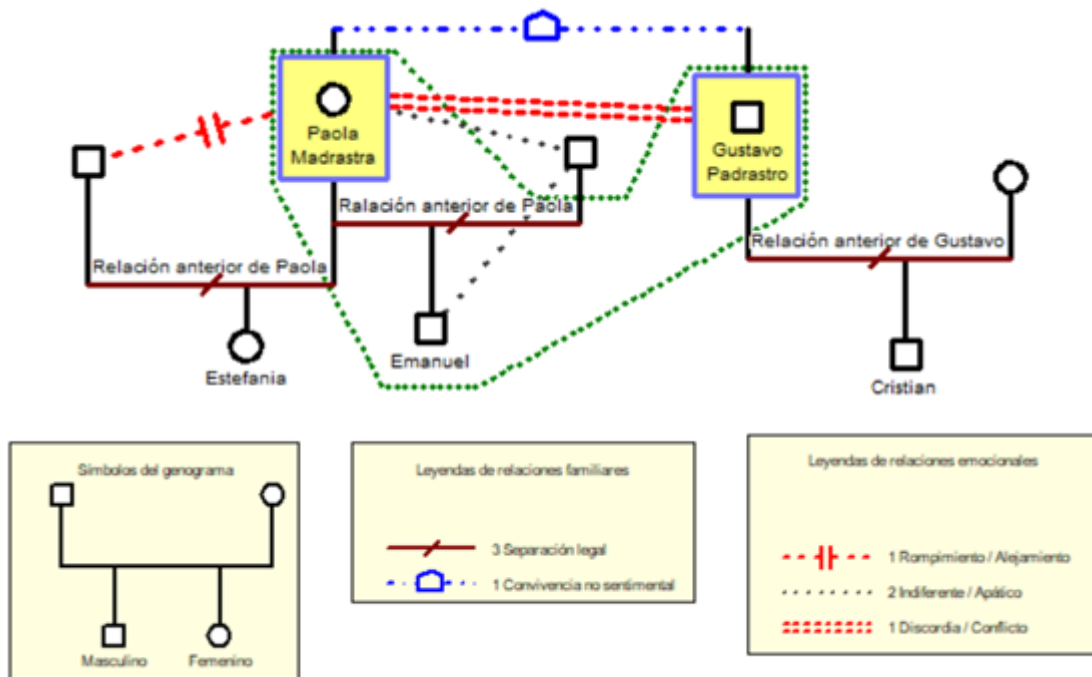 Paola
Madrastra
Gustavo
Padrastro
Ralación anterior de Paola
Relación anterior de Gustavo
Relación anterior de Paola
Estefania
Emanuel
Cristian
Símbolos del genograma
Masculino
Femenino
Leyendas de relaciones familiares
3 Separación legal
1 Convivencia no sentimental
Leyendas de relaciones emocionales
1 Rompimiento / Alejamiento
2 Indiferente / Apático
1 Discordia / Conflicto